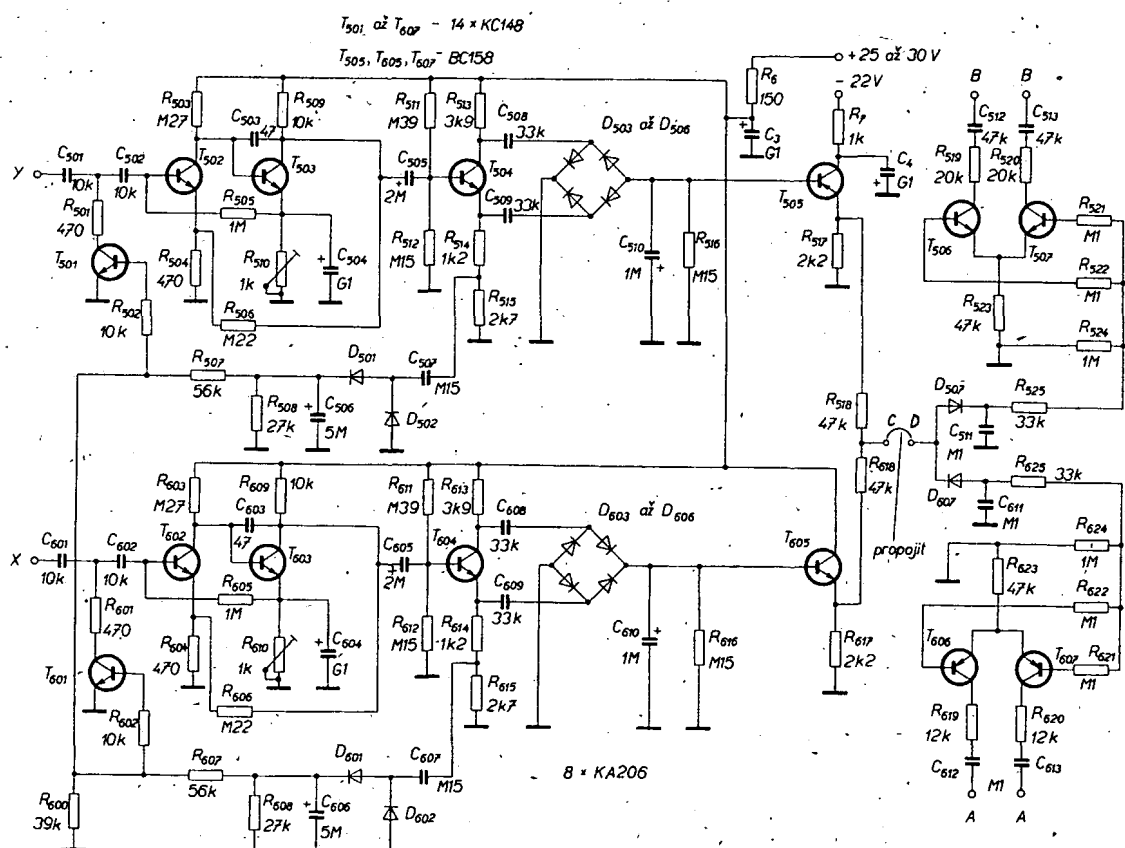 T501 až T607 - 14 × KC148
T505, T605, T607 - BC158
+25 až 30 V
- 22V
R6
150
C3
G1
R7
1k
C4
G1
B
B
C512
47k
C513
47k
R519
20k
R520
20k
T506
T507
R521
M1
R522
M1
R523
47k
R524
1M
R503
M27
C503
47
R509
10k
R511
M39
R513
3k9
C508
33k
D503 až D506
Y
C501
10k
C502
10k
T502
T503
C505
2M
T504
C509
33k
T505
R501
470
R505
1M
T501
R504
470
R510
1k
C504
G1
R512
M15
R514
1k2
C510
1M
R516
M15
R517
2k2
R502
10k
R506
M22
R515
2k7
R507
56k
D501
C507
M15
R508
27k
C506
5M
D502
R518
47k
C
D
R618
47k
propojit
D507
R525
33k
C511
M1
D607
R625
33k
C611
M1
R603
M27
C603
47
R609
10k
R611
M39
R613
3k9
C608
33k
D603 až D606
X
C601
10k
C602
10k
T602
T603
C605
2M
T604
C609
33k
T605
R601
470
R605
1M
T601
R604
470
R610
1k
C604
G1
R612
M15
R614
1k2
C610
1M
R616
M15
R617
2k2
R602
10k
R606
M22
R615
2k7
R607
56k
D601
C607
M15
R600
39k
R608
27k
C606
5M
D602
8 × KA206
R624
1M
R623
47k
R622
M1
T606
T607
R621
M1
R619
12k
R620
12k
C612
M1
C613
A
A